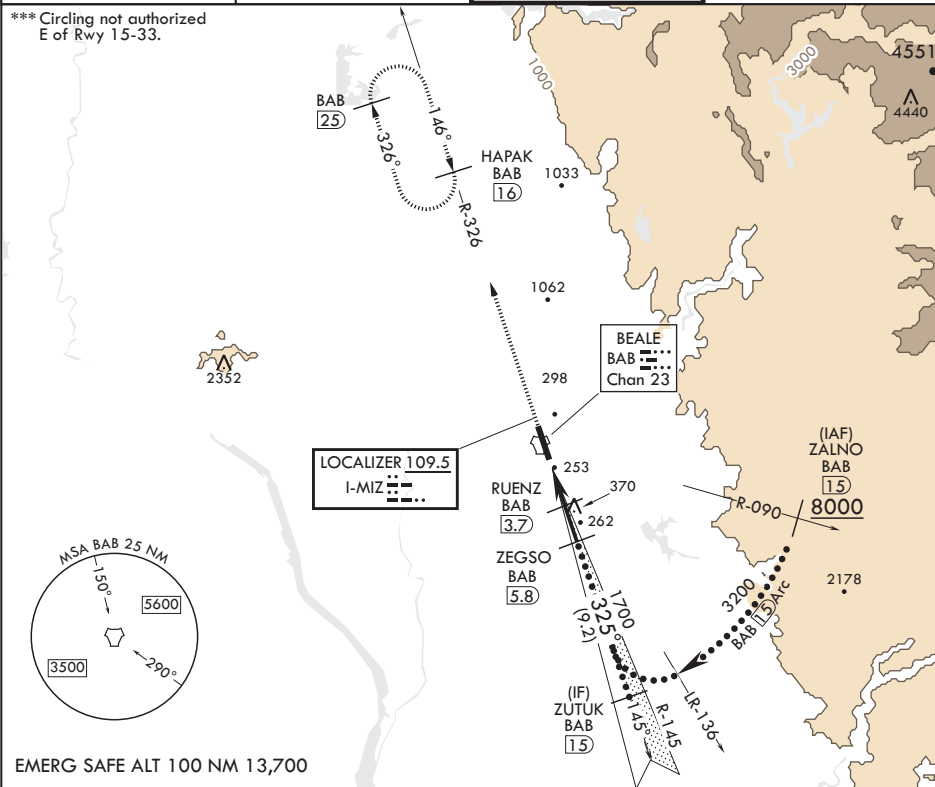 *** Circling not authorized
E of Rwy 15-33.
1000
3000
4551
4440
BAB
25
146°
326°
HAPAK
BAB
16
1033
R-326
1062
BEALE
BAB
Chan 23
2352
298
LOCALIZER 109.5
I-MIZ
253
370
RUENZ
BAB
3.7
262
(IAF)
ZALNO
BAB
15
8000
R-090
ZEGSO
BAB
5.8
2178
MSA BAB 25 NM
150°
5600
3500
290°
1700
325°
(9.2)
3200
BAB 15 Arc
(IF)
ZUTUK
BAB
15
145°
R-145
LR-136
EMERG SAFE ALT 100 NM 13,700